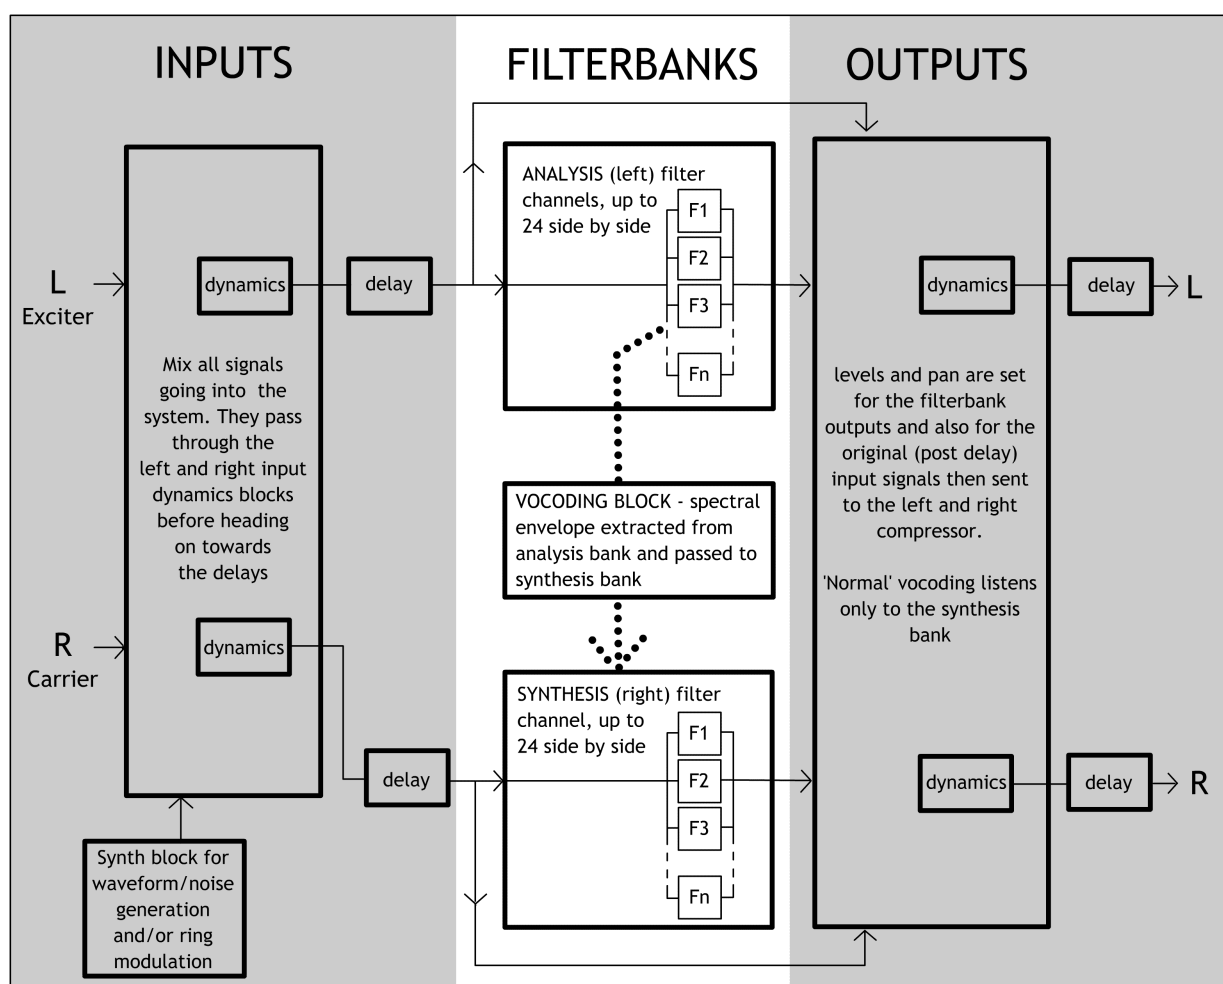 INPUTS
FILTERBANKS
OUTPUTS
L
Exciter
dynamics
delay
Mix all signals
going into the
system. They pass
through the
left and right input
dynamics blocks
before heading
on towards
the delays
R
Carrier
dynamics
delay
Synth block for
waveform/noise
generation
and/or ring
modulation
ANALYSIS (left) filter
channels, up to
24 side by side
F1
F2
F3
Fn
VOCODING BLOCK - spectral
envelope extracted from
analysis bank and passed to
synthesis bank
SYNTHESIS (right) filter
channel, up to
24 side by side
F1
F2
F3
Fn
dynamics
delay
L
levels and pan are set
for the filterbank
outputs and also for the
original (post delay)
input signals then sent
to the left and right
compressor.
'Normal' vocoding listens
only to the synthesis
bank
dynamics
delay
R